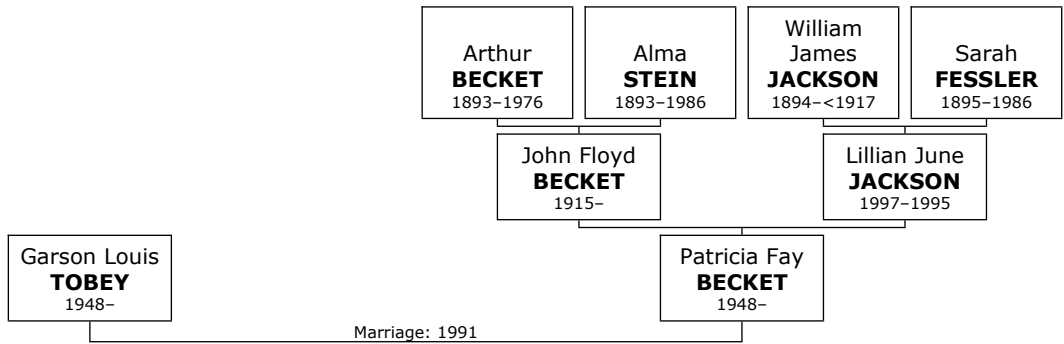 Arthur
BECKET
1893–1976
Alma
STEIN
1893–1986
William
James
JACKSON
1894–<1917
Sarah
FESSLER
1895–1986
John Floyd
BECKET
1915–
Lillian June
JACKSON
1997–1995
Garson Louis
TOBEY
1948–
Patricia Fay
BECKET
1948–
Marriage: 1991